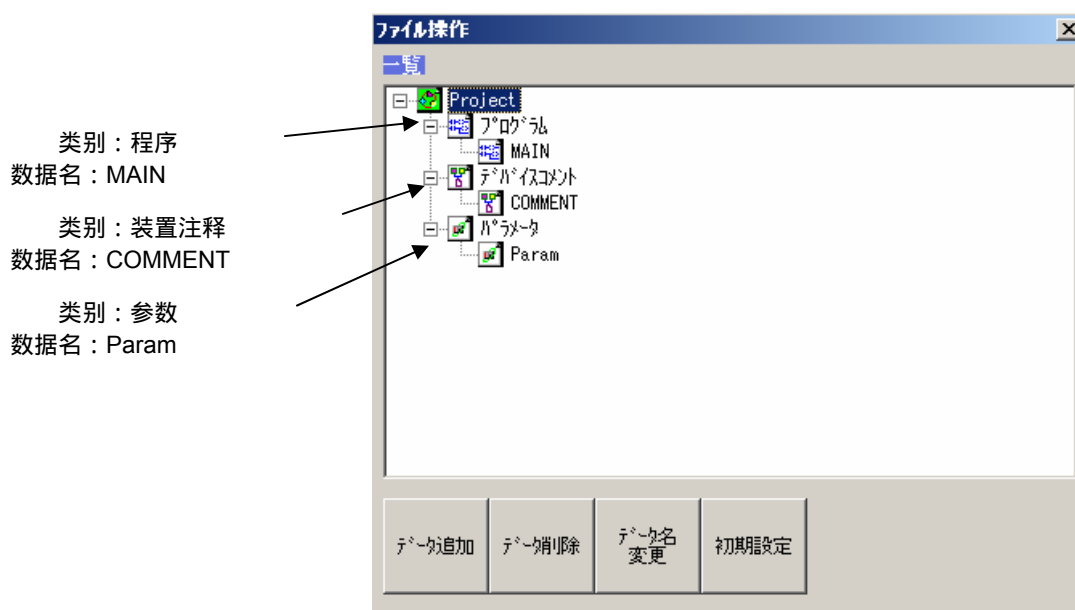 ファイル操作
一覧
Project
ﾌﾟﾛｸﾞﾗﾑ
MAIN
ﾃﾞﾊﾞｲｽｺﾒﾝﾄ
COMMENT
ﾊﾟﾗﾒｰﾀ
Param
类别：程序
数据名：MAIN
类别：装置注释
数据名：COMMENT
类别：参数
数据名：Param
ﾃﾞｰﾀ追加
ﾃﾞｰﾀ削除
ﾃﾞｰﾀ名
変更
初期設定